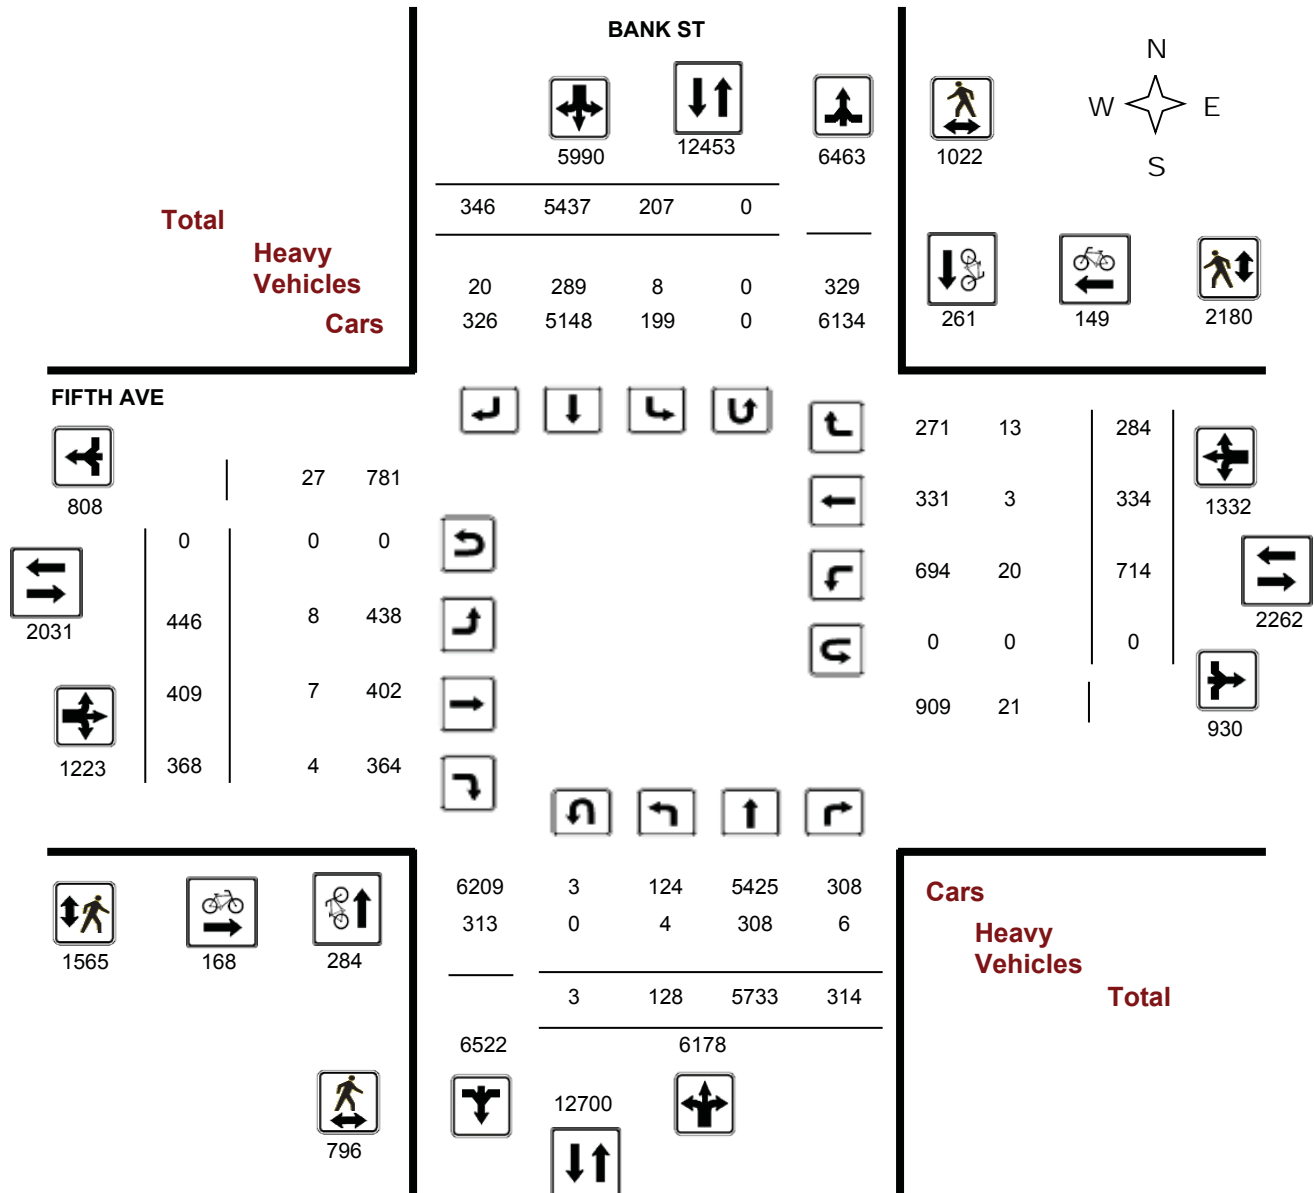 BANK ST
N
W E
S
5990 12453 6463 1022
346 5437 207 0
Total
Heavy
Vehicles
20 289 8 0 329
Cars
326 5148 199 0 6134
261 149 2180
FIFTH AVE
271 13 284
27 781
808
331 3 334
1332
0 0 0
694 20 714
446 8 438
2031
2262
0 0 0
409 7 402
909 21
930
1223 368 4 364
6209 3 124 5425 308
Cars
313 0 4 308 6
Heavy
Vehicles
1565 168 284
3 128 5733 314
Total
6522 6178
12700
796